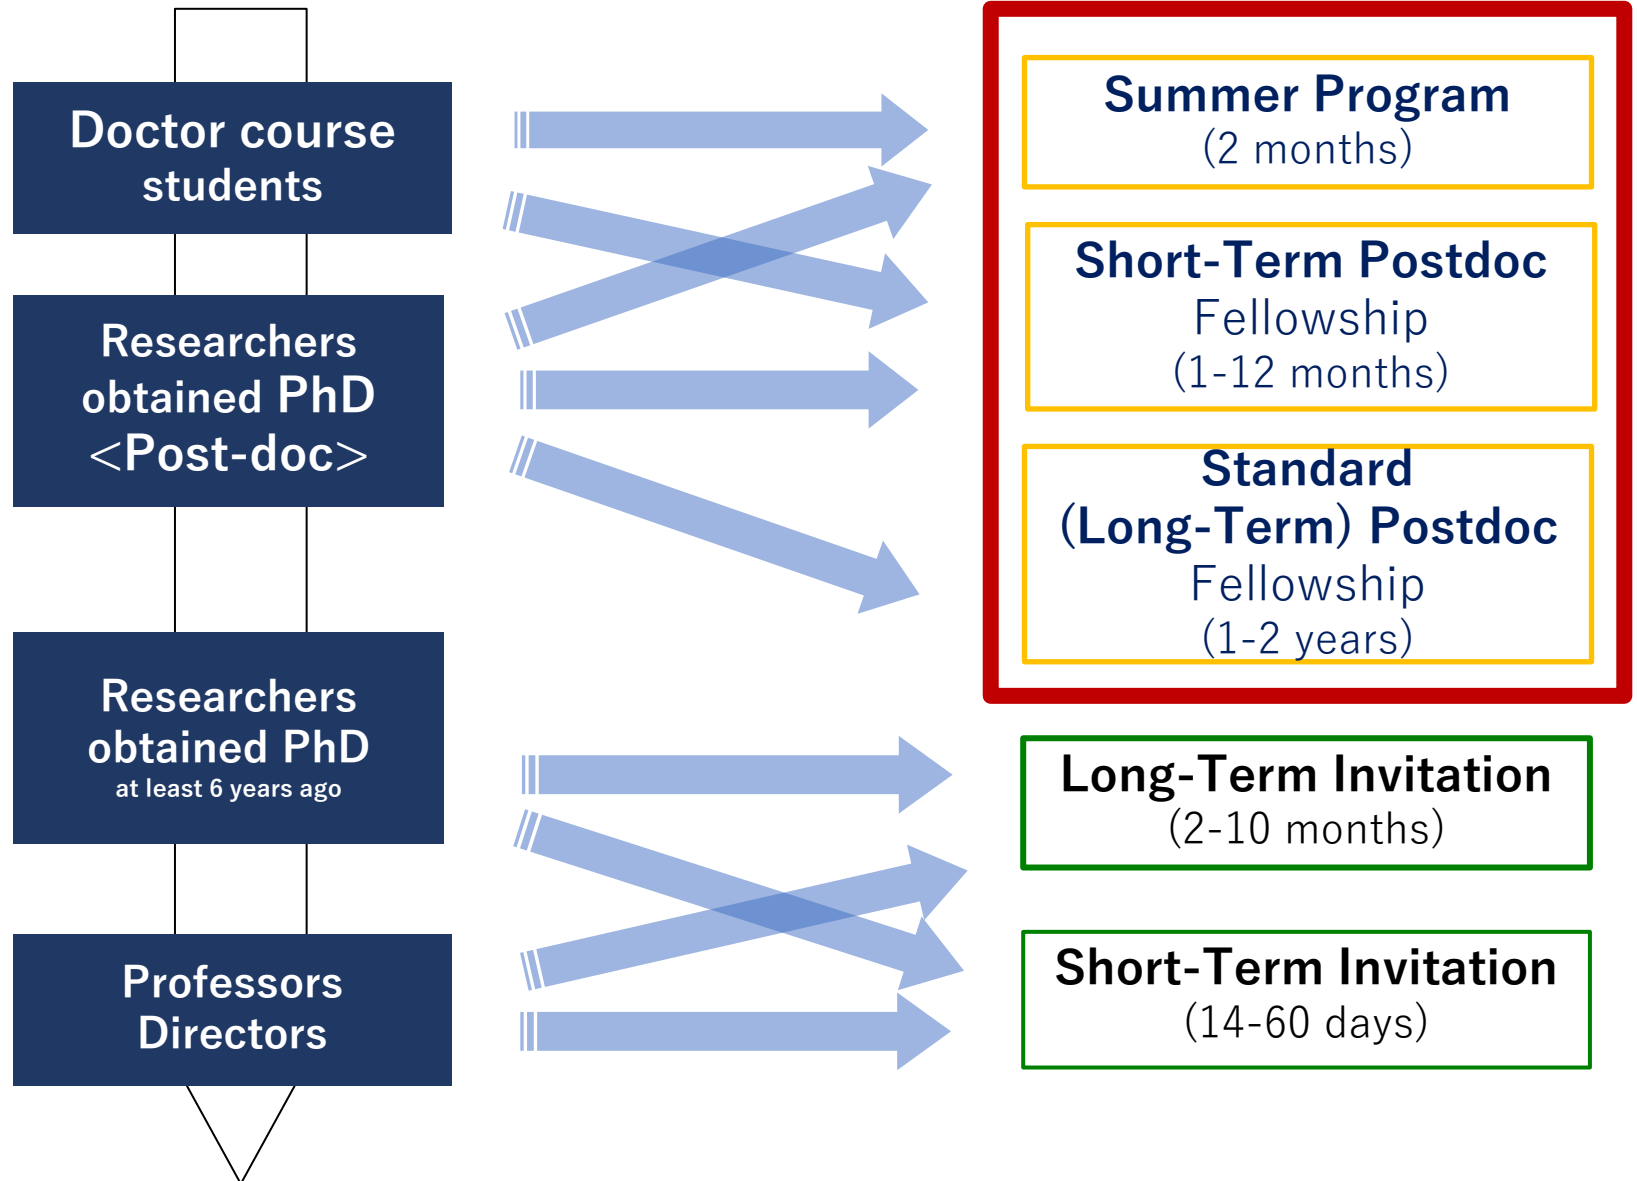 Doctor course
students
Researchers
obtained PhD
<Post-doc>
Researchers
obtained PhD
at least 6 years ago
Professors
Directors
Summer Program
(2 months)
Short-Term Postdoc
Fellowship
(1-12 months)
Standard
(Long-Term) Postdoc
Fellowship
(1-2 years)
Long-Term Invitation
(2-10 months)
Short-Term Invitation
(14-60 days)